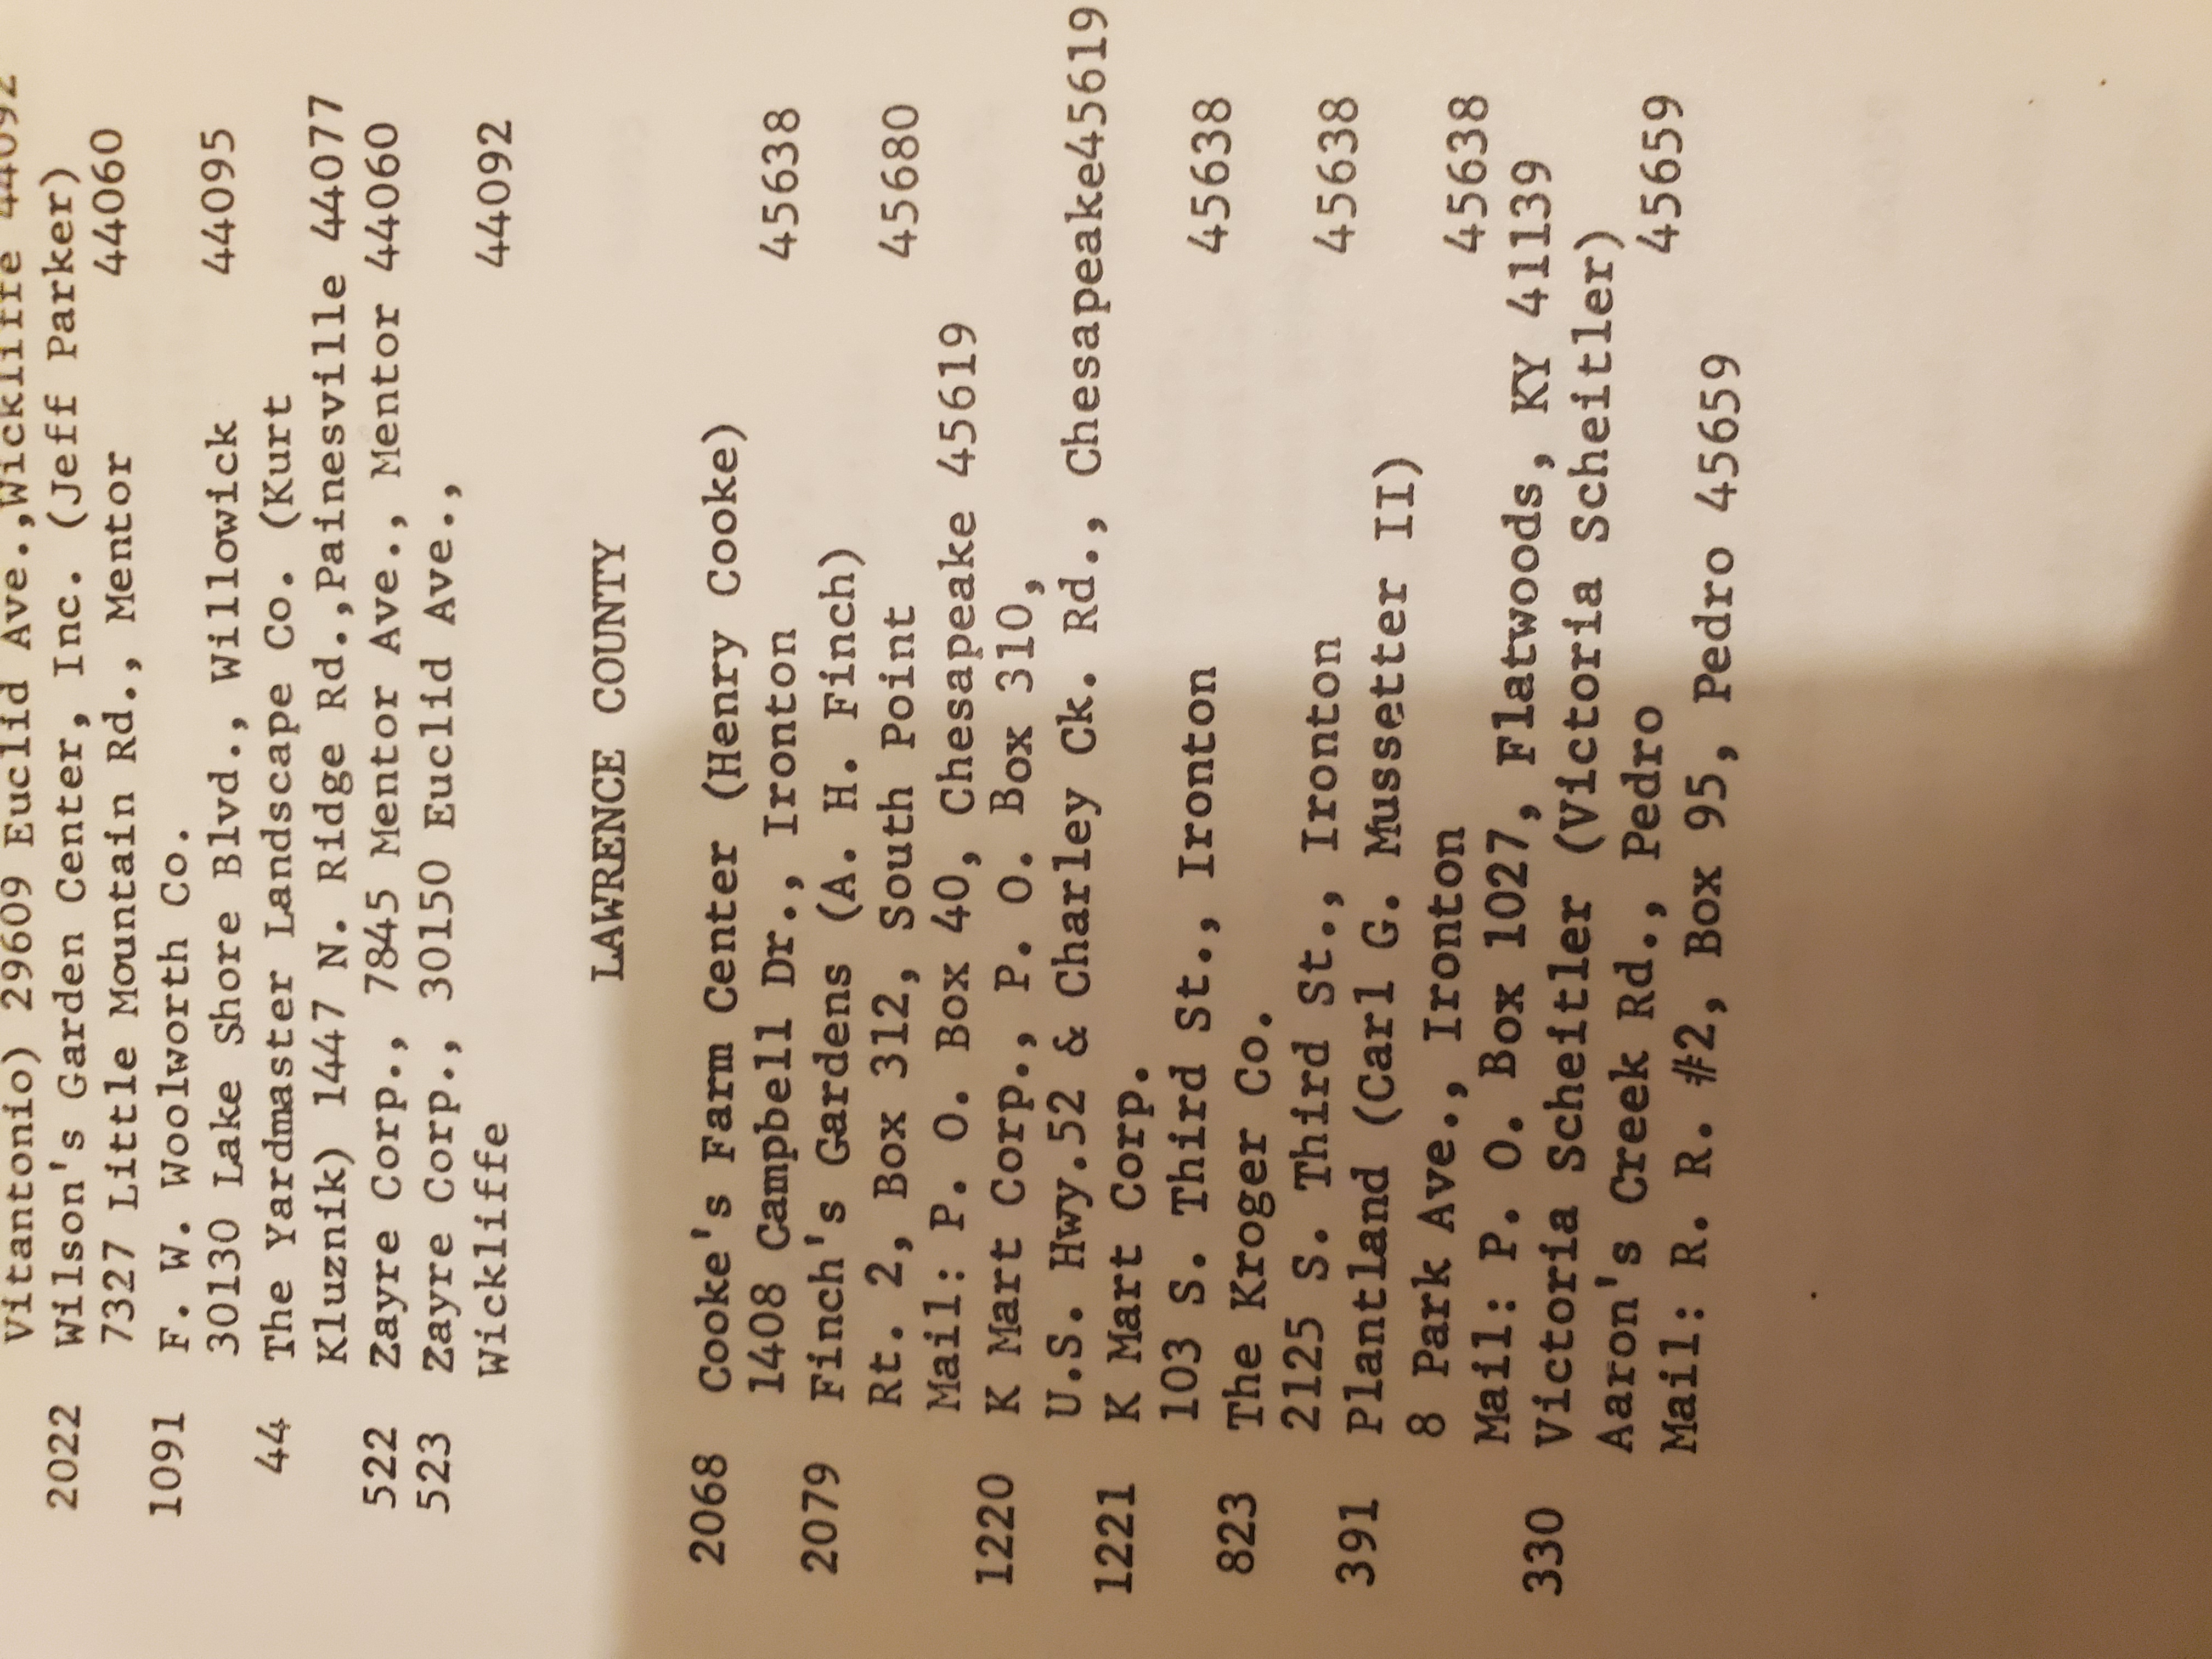 Vitantonio) 29609 Euclid Ave.,Wickliffe 44092
2022 Wilson's Garden Center, Inc. (Jeff Parker)
7327 Little Mountain Rd., Mentor 44060
1091 F. W. Woolworth Co.
30130 Lake Shore Blvd., Willowick 44095
44 The Yardmaster Landscape Co. (Kurt
Kluznik) 1447 N. Ridge Rd.,Painesville 44077
522 Zayre Corp., 7845 Mentor Ave., Mentor 44060
523 Zayre Corp., 30150 Euclid Ave.,
Wickliffe 44092
LAWRENCE COUNTY
2068 Cooke's Farm Center (Henry Cooke)
1408 Campbell Dr., Ironton 45638
2079 Finch's Gardens (A. H. Finch)
Rt. 2, Box 312, South Point 45680
Mail: P. O. Box 40, Chesapeake 45619
1220 K Mart Corp., P. O. Box 310,
U.S. Hwy.52 & Charley Ck. Rd., Chesapeake45619
1221 K Mart Corp.
103 S. Third St., Ironton 45638
823 The Kroger Co.
2125 S. Third St., Ironton 45638
391 Plantland (Carl G. Mussetter II)
8 Park Ave., Ironton 45638
Mail: P. O. Box 1027, Flatwoods, KY 41139
330 Victoria Scheitler (Victoria Scheitler)
Aaron's Creek Rd., Pedro 45659
Mail: R. R. #2, Box 95, Pedro 45659